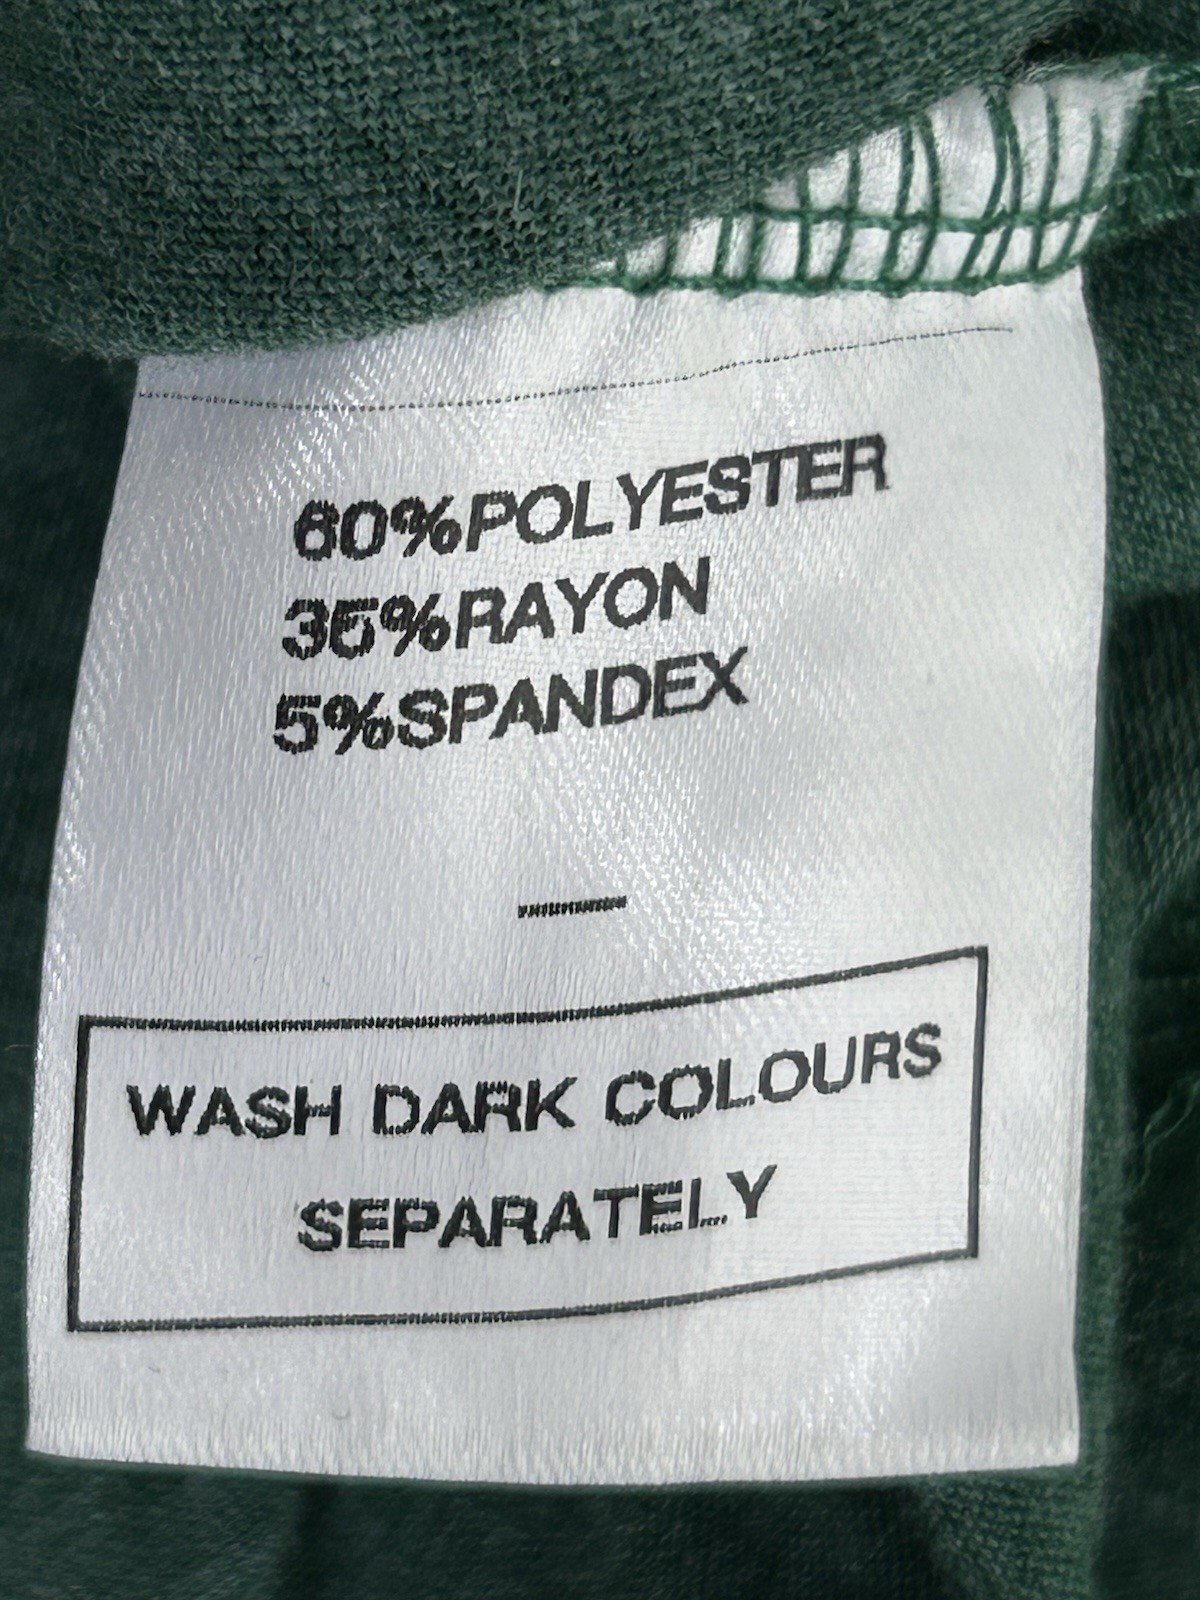 60%POLYESTER
35%RAYON
5%SPANDEX
WASH DARK COLOURS
SEPARATELY